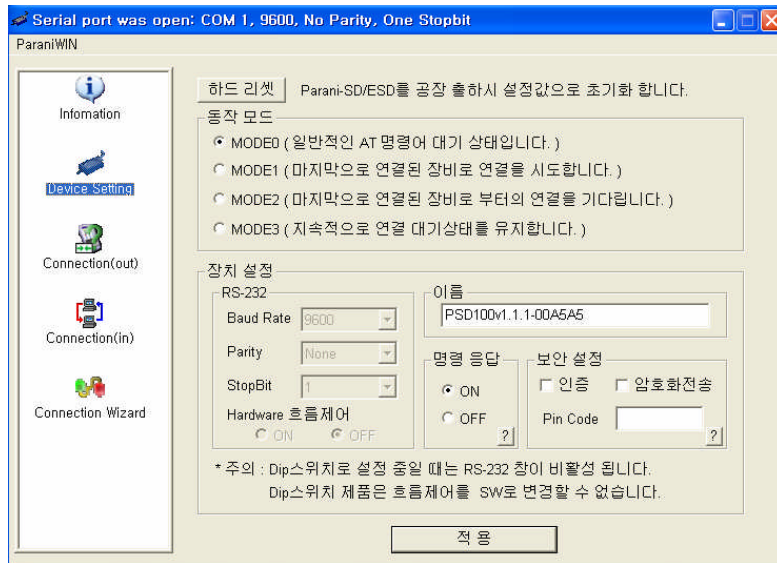 Serial port was open: COM 1, 9600, No Parity, One Stopbit
ParaniWIN
Infomation
Device Setting
Connection(out)
Connection(in)
Connection Wizard
하드 리셋 Parani-SD/ESD를 공장 출하시 설정값으로 초기화 합니다.
동작 모드
MODE0 ( 일반적인 AT 명령어 대기 상태입니다. )
MODE1 ( 마지막으로 연결된 장비로 연결을 시도합니다. )
MODE2 ( 마지막으로 연결된 장비로 부터의 연결을 기다립니다. )
MODE3 ( 지속적으로 연결 대기상태를 유지합니다. )
장치 설정
RS-232
Baud Rate 9600
Parity None
StopBit 1
Hardware 흐름제어
ON OFF
이름
PSD100v1.1.1-00A5A5
명령 응답
ON
OFF
?
보안 설정
인증 암호화전송
Pin Code
?
* 주의 : Dip스위치로 설정 중일 때는 RS-232 창이 비활성 됩니다.
Dip스위치 제품은 흐름제어를 SW로 변경할 수 없습니다.
적 용